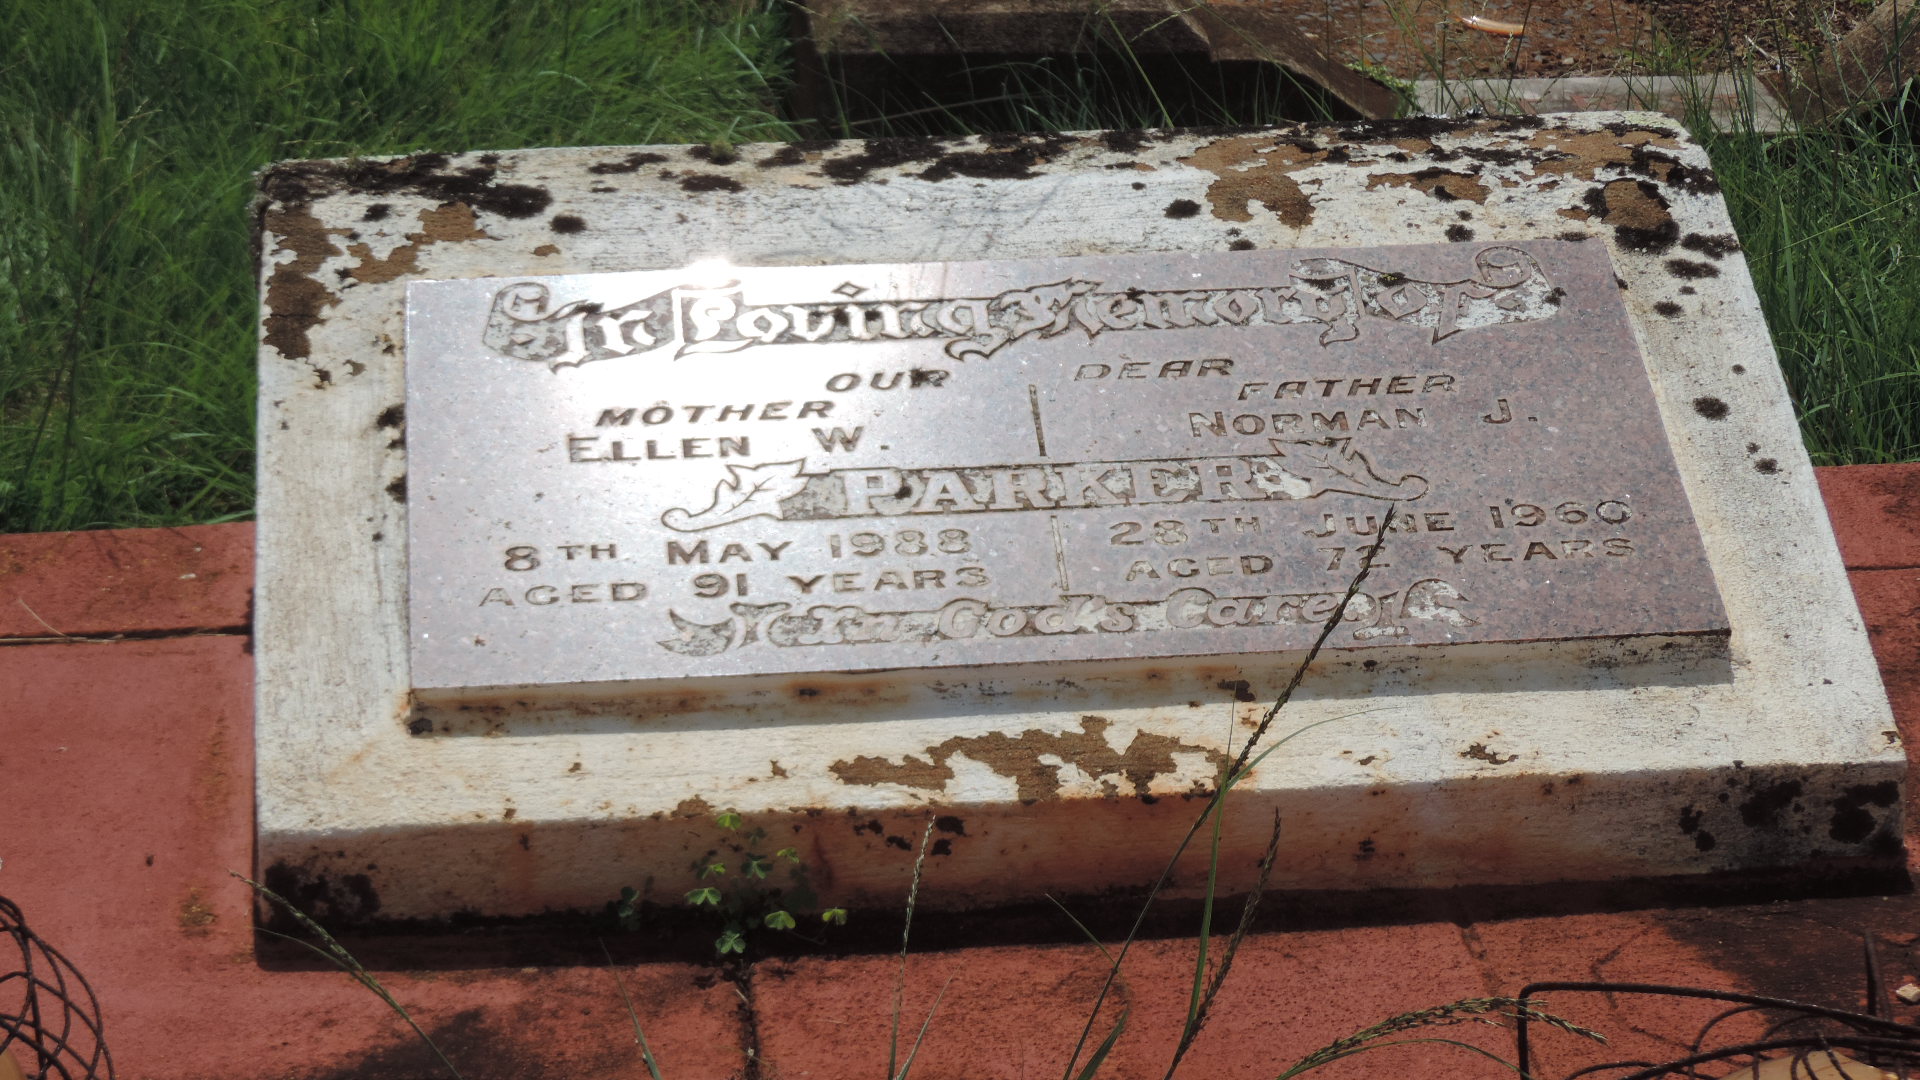 In Loving Memory of
OUR DEAR
MOTHER FATHER
ELLEN W. NORMAN J.
PARKER
8TH MAY 1988 28TH JUNE 1960
AGED 91 YEARS AGED 72 YEARS
In God's Care